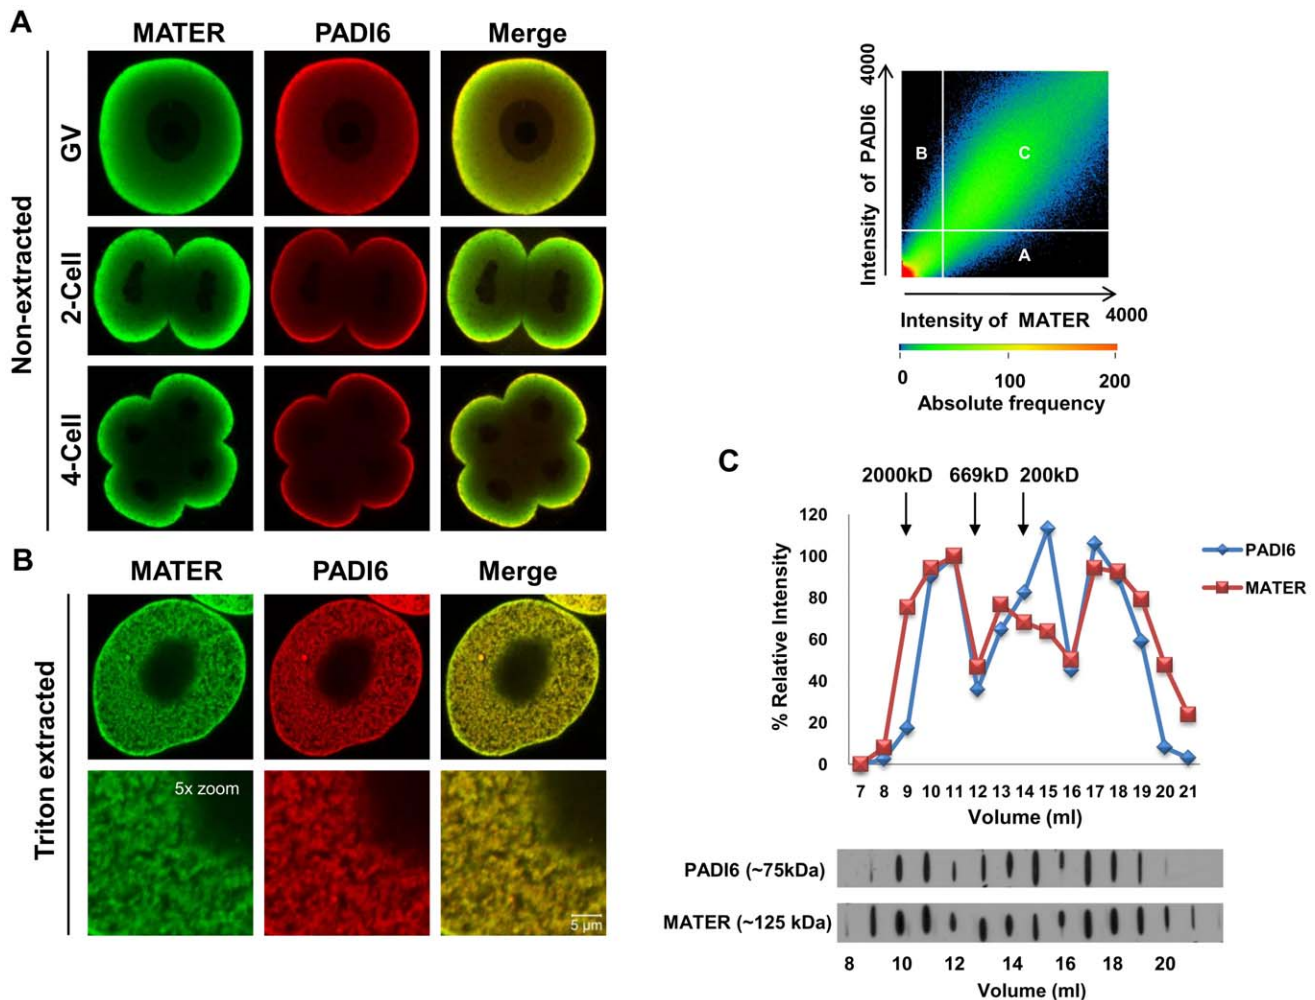 A
MATER PADI6 Merge
Non-extracted
GV
2-Cell
4-Cell
B
MATER PADI6 Merge
Triton extracted
5x zoom
5 μm
Intensity of PADI6 4000
B
C
A
Intensity of MATER 4000
0 100 200
Absolute frequency
C
2000kD 669kD 200kD
120
100
80
60
40
20
0
% Relative Intensity
PADI6
MATER
7 8 9 10 11 12 13 14 15 16 17 18 19 20 21
Volume (ml)
PADI6 (~75kDa)
MATER (~125 kDa)
8 10 12 14 16 18 20
Volume (ml)